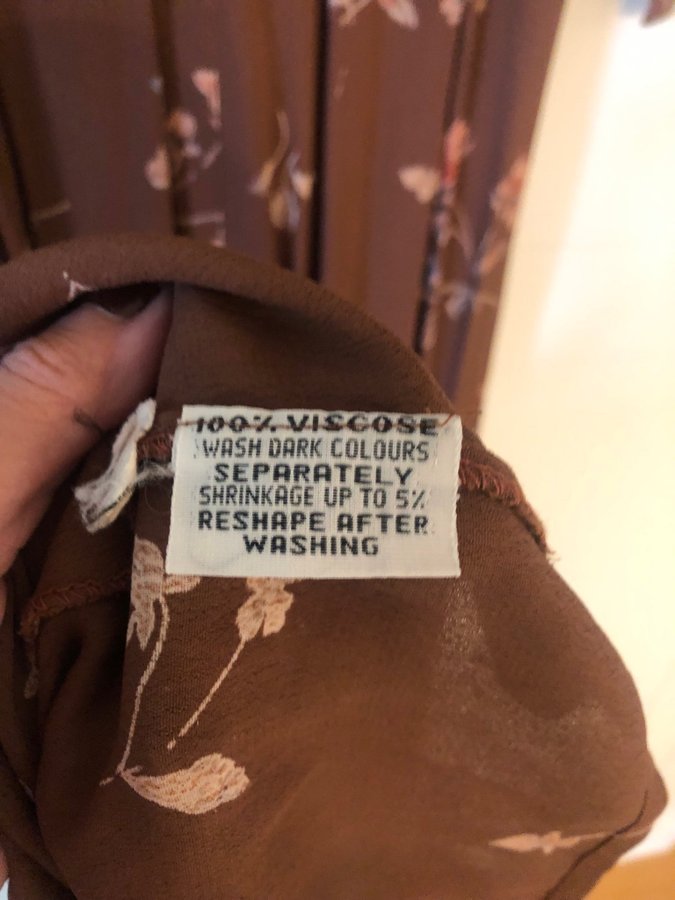 100% VISCOSE
WASH DARK COLOURS
SEPARATELY
SHRINKAGE UP TO 5%
RESHAPE AFTER
WASHING